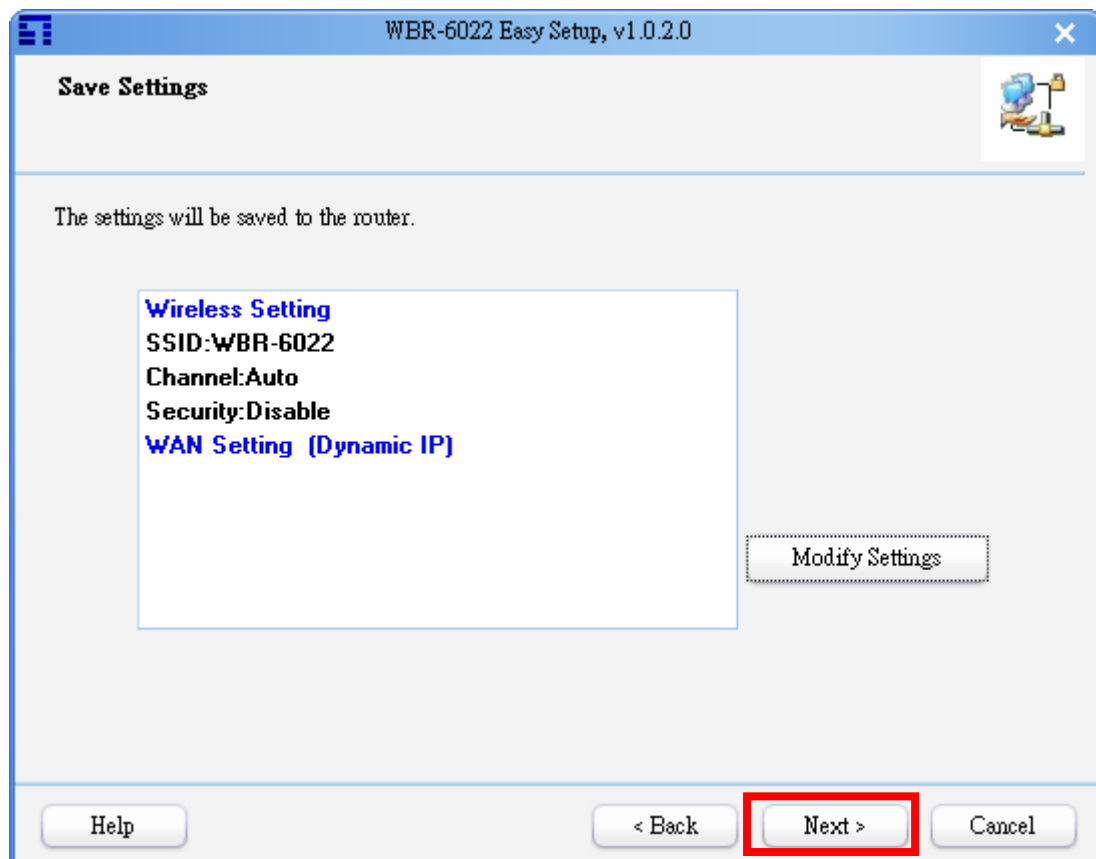 WBR-6022 Easy Setup, v1.0.2.0
Save Settings
The settings will be saved to the router.
Wireless Setting
SSID:WBR-6022
Channel:Auto
Security:Disable
WAN Setting (Dynamic IP)
Modify Settings
Help
< Back
Next >
Cancel